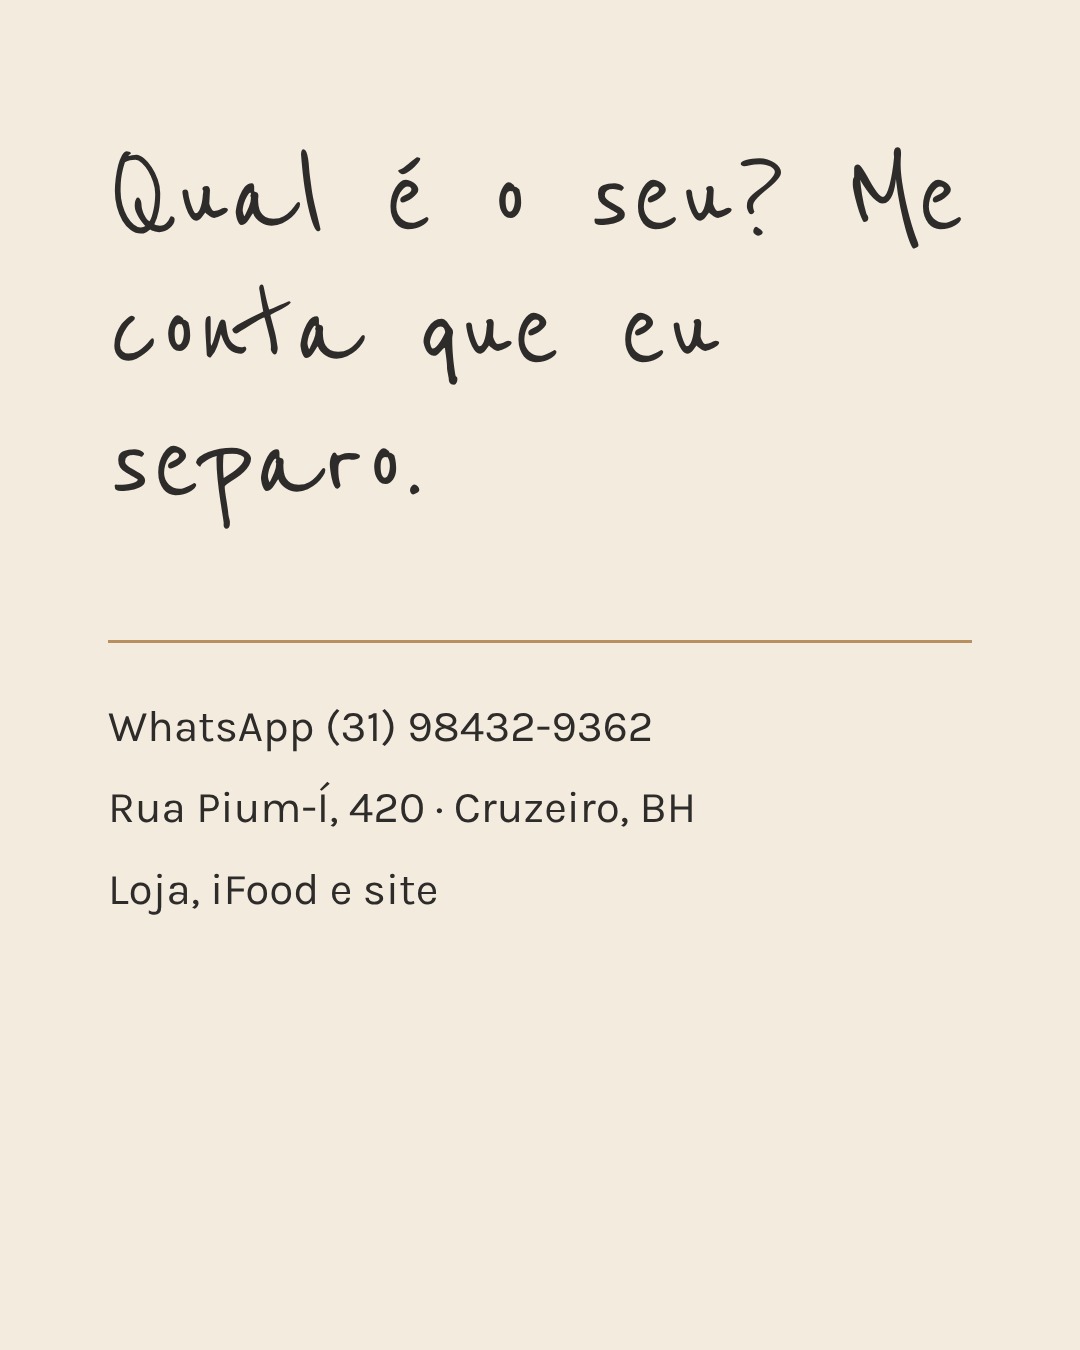 Qual é o seu? Me
conta que eu
separo.
WhatsApp (31) 98432-9362
Rua Pium-Í, 420 · Cruzeiro, BH
Loja, iFood e site